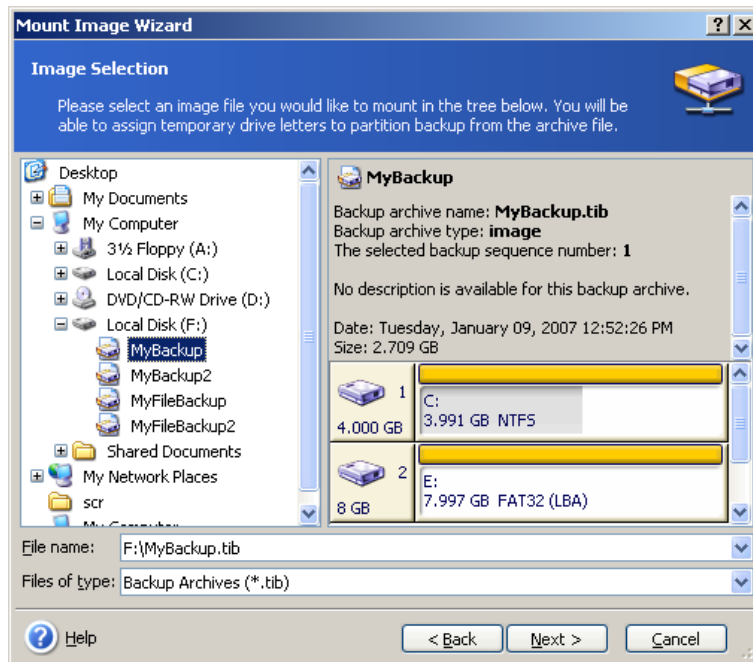 Mount Image Wizard
Image Selection
Please select an image file you would like to mount in the tree below. You will be
able to assign temporary drive letters to partition backup from the archive file.
Desktop
My Documents
My Computer
3½ Floppy (A:)
Local Disk (C:)
DVD/CD-RW Drive (D:)
Local Disk (F:)
MyBackup
MyBackup2
MyFileBackup
MyFileBackup2
Shared Documents
My Network Places
scr
My Computer
MyBackup
Backup archive name: MyBackup.tib
Backup archive type: image
The selected backup sequence number: 1
No description is available for this backup archive.
Date: Tuesday, January 09, 2007 12:52:26 PM
Size: 2.709 GB
1
4.000 GB
C:
3.991 GB NTFS
2
8 GB
E:
7.997 GB FAT32 (LBA)
File name: F:\MyBackup.tib
Files of type: Backup Archives (*.tib)
Help
< Back
Next >
Cancel